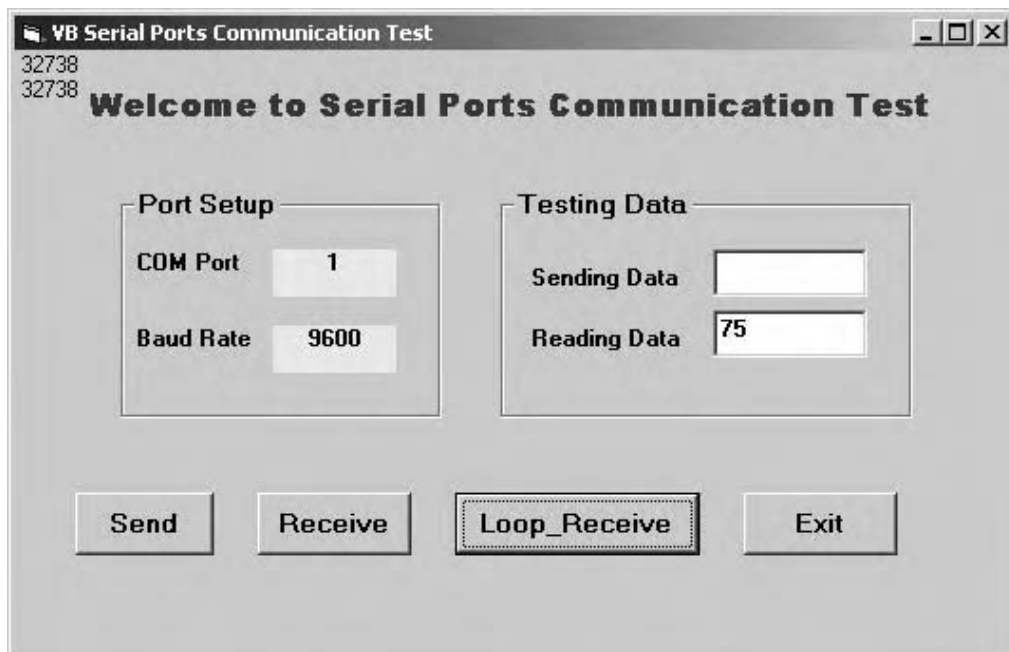 VB Serial Ports Communication Test
32738
32738
Welcome to Serial Ports Communication Test
Port Setup
COM Port 1
Baud Rate 9600
Testing Data
Sending Data
Reading Data 75
Send Receive Loop_Receive Exit